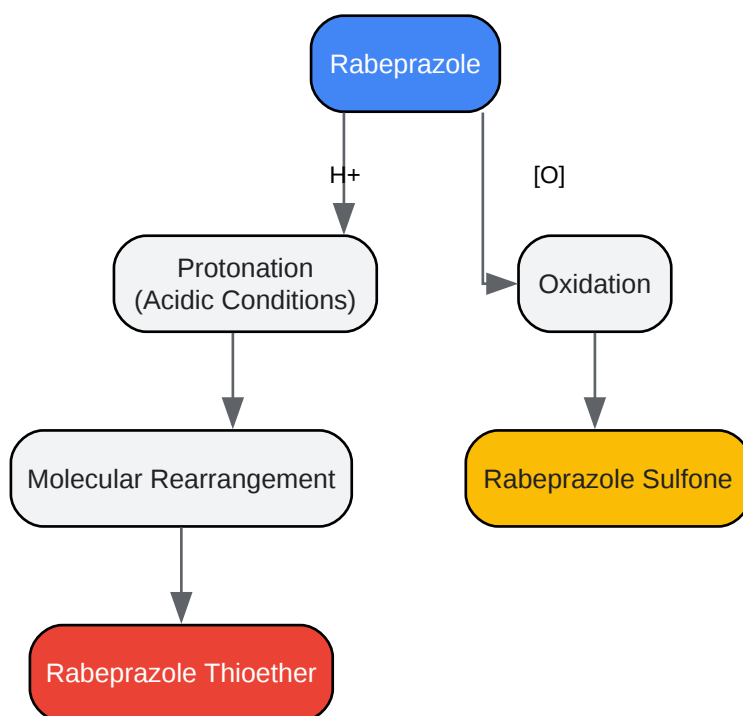 Rabeprazole
H+
[O]
Protonation
(Acidic Conditions)
Oxidation
Molecular Rearrangement
Rabeprazole Sulfone
Rabeprazole Thioether